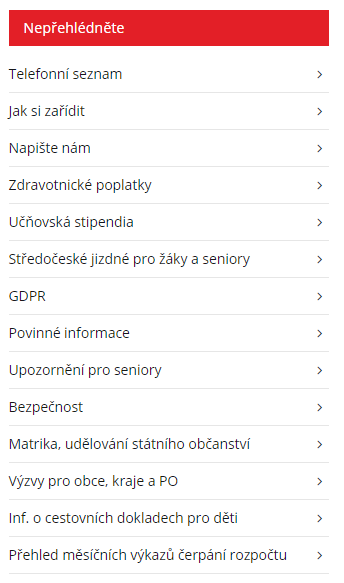 Nepřehlédněte
Telefonní seznam
Jak si zařídit
Napište nám
Zdravotnické poplatky
Učňovská stipendia
Středočeské jizdné pro žáky a seniory
GDPR
Povinné informace
Upozornění pro seniory
Bezpečnost
Matrika, udělování státního občanství
Výzvy pro obce, kraje a PO
Inf. o cestovních dokladech pro děti
Přehled měsíčních výkazů čerpání rozpočtu